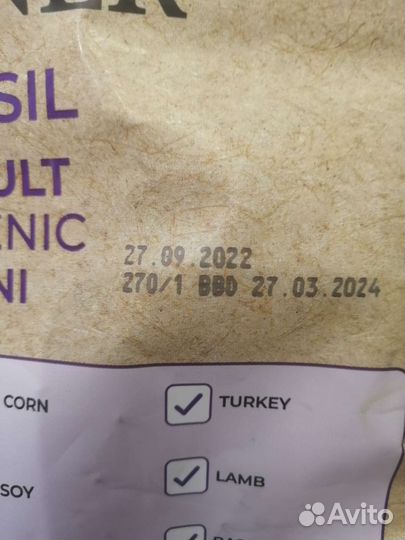 SIL
ULT
ENIC
NI
27.09.2022
270/1 BBD 27.03.2024
CORN
TURKEY
SOY
LAMB
Avito